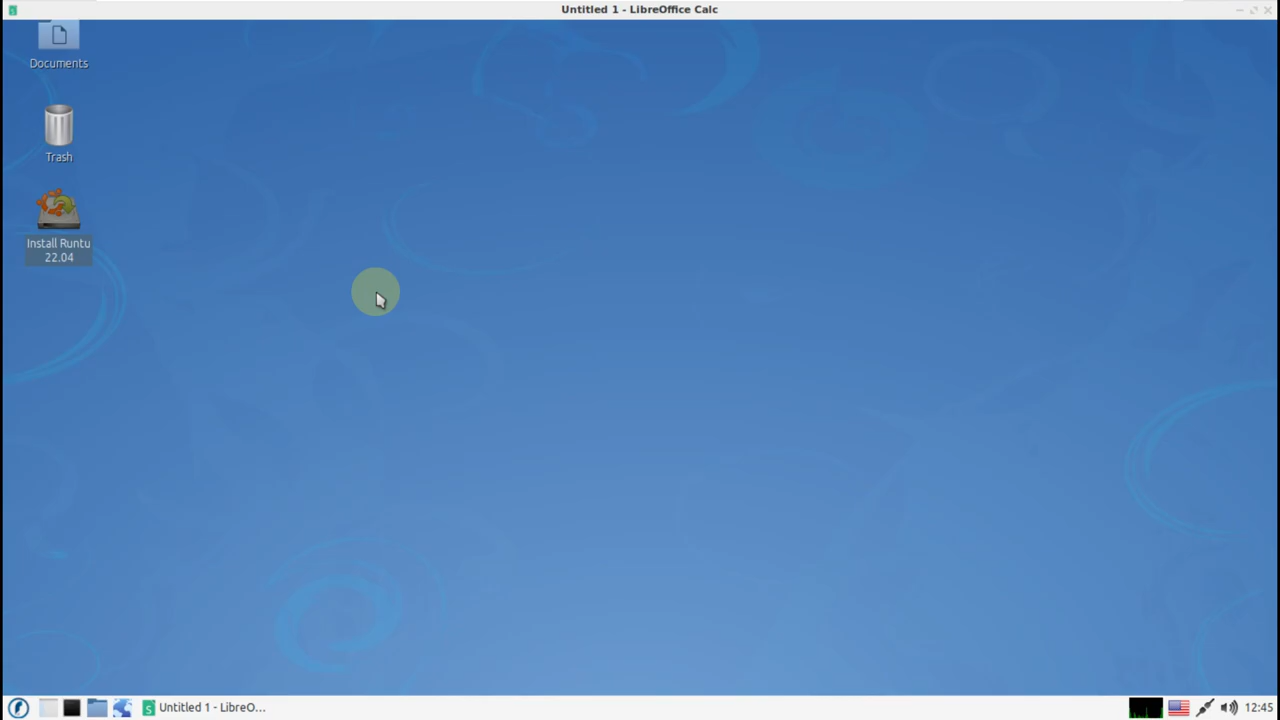 Untitled 1 - LibreOffice Calc
Documents
Trash
Install Runtu
22.04
Untitled 1 - LibreO...
12:45